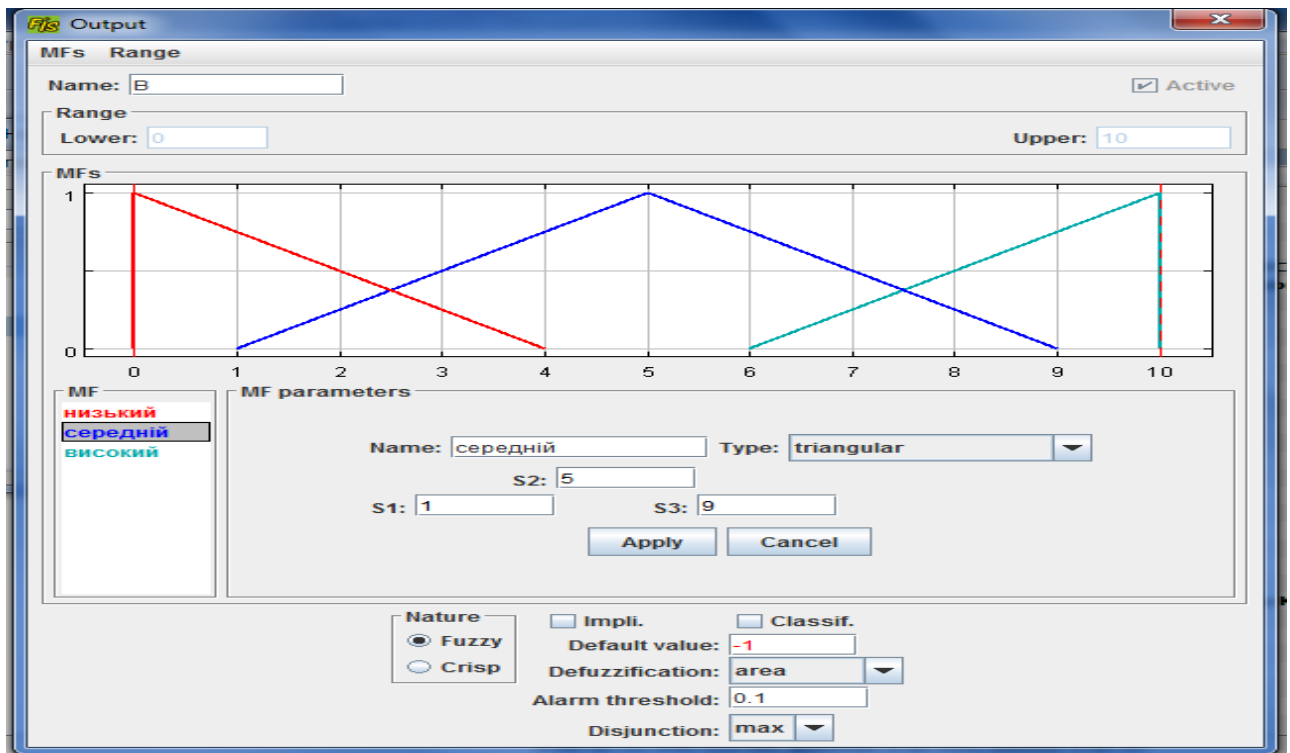 Fis Output
MFs Range
Name: B Active
Range
Lower: 0 Upper: 10
MFs
1
0
0 1 2 3 4 5 6 7 8 9 10
MF MF parameters
низький
середній
високий
Name: середній Type: triangular
S2: 5
S1: 1 S3: 9
Apply Cancel
Nature Impli. Classif.
Fuzzy Default value: -1
Crisp Defuzzification: area
Alarm threshold: 0.1
Disjunction: max